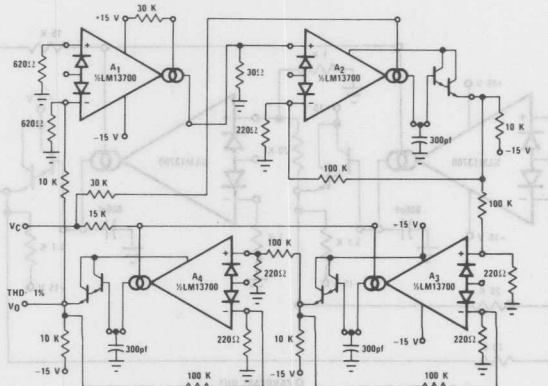 +15 V
30 K
620Ω
A1
½LM13700
620Ω
-15 V
30Ω
A2
½LM13700
220Ω
300pf
10 K
-15 V
100 K
10 K
30 K
100 K
VC
15 K
100 K
A4
½LM13700
220Ω
THD 1%
VO
10 K
-15 V
300pf
220Ω
100 K
A3
½LM13700
220Ω
-15 V
10 K
-15 V
300pf
220Ω
100 K